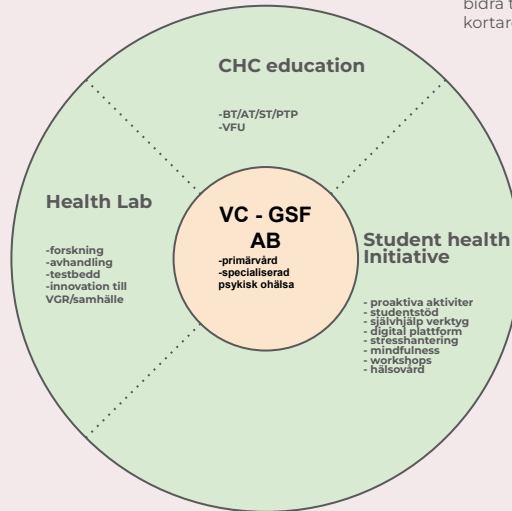 bidra t
kortar
CHC education
-BT/AT/ST/PTP
-VFU
Health Lab
-forskning
-avhandling
-testbedd
-innovation till
VGR/samhälle
VC - GSF
AB
-primärvård
-specialiserad
psykisk ohälsa
Student health
Initiative
- proaktiva aktiviter
- studentstöd
- självhjälp verktyg
- digital plattform
- stresshantering
- mindfulness
- workshops
- hälsovård